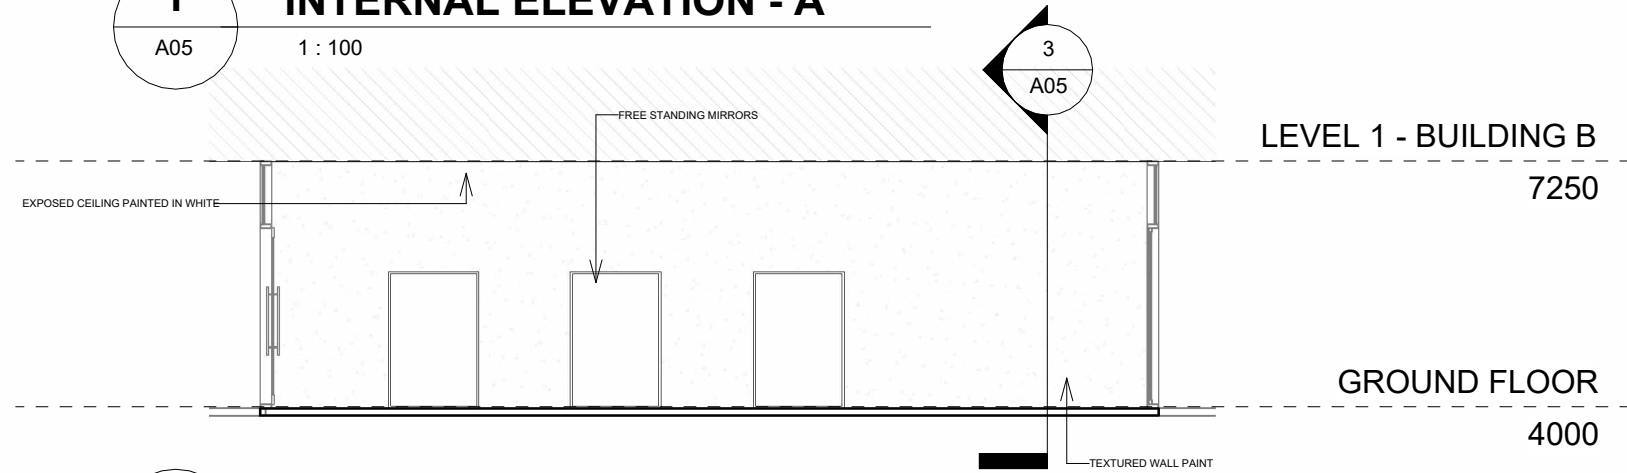 1 INTERNAL ELEVATION - A
A05 1 : 100
3
A05
FREE STANDING MIRRORS
LEVEL 1 - BUILDING B
7250
EXPOSED CEILING PAINTED IN WHITE
GROUND FLOOR
4000
TEXTURED WALL PAINT